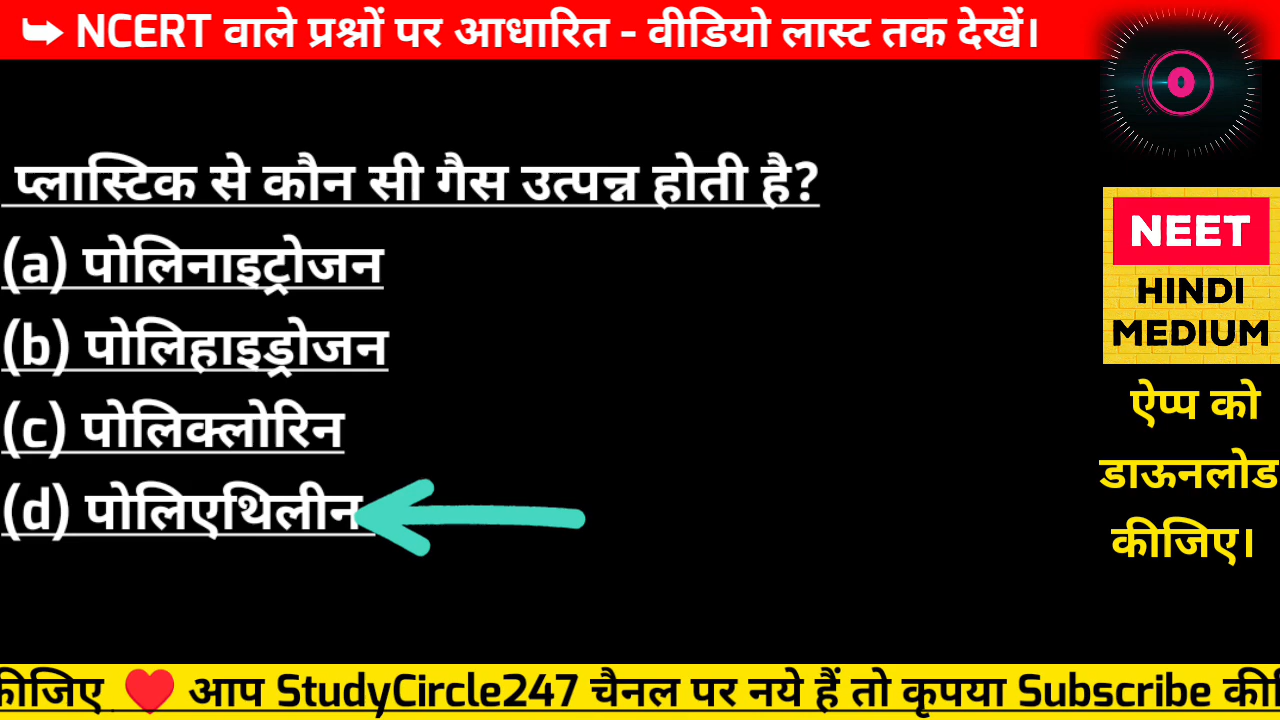 ⮩ NCERT वाले प्रश्नों पर आधारित - वीडियो लास्ट तक देखें।
0
प्लास्टिक से कौन सी गैस उत्पन्न होती है?
(a) पोलिनाइट्रोजन
(b) पोलिहाइड्रोजन
(c) पोलिक्लोरिन
(d) पोलिएथिलीन
NEET
HINDI
MEDIUM
ऐप्प को
डाऊनलोड
कीजिए।
कीजिए ❤️ आप StudyCircle247 चैनल पर नये हैं तो कृपया Subscribe